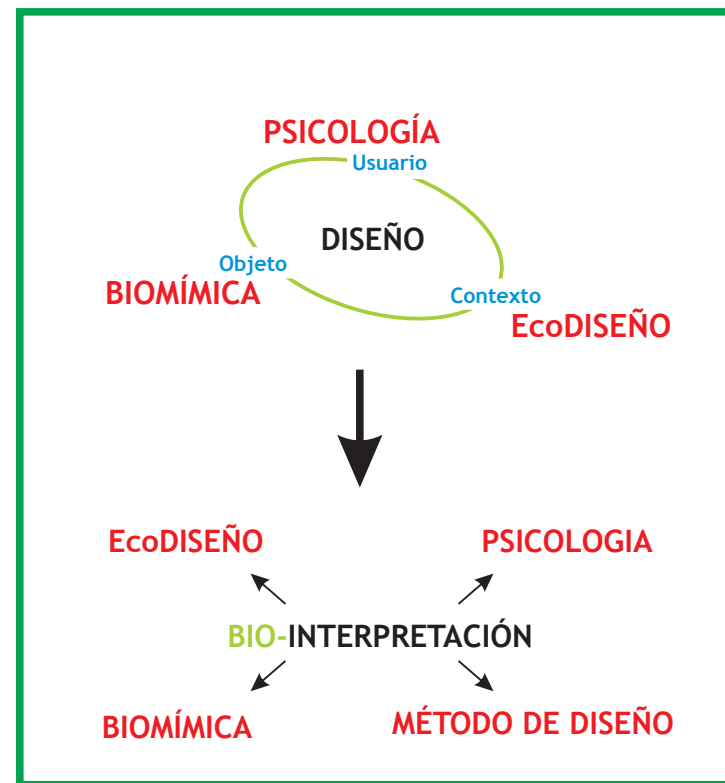 PSICOLOGÍA
Usuario
DISEÑO
Objeto
BIOMÍMICA
Contexto
EcoDISEÑO
EcoDISEÑO
PSICOLOGIA
BIO-INTERPRETACIÓN
BIOMÍMICA
MÉTODO DE DISEÑO